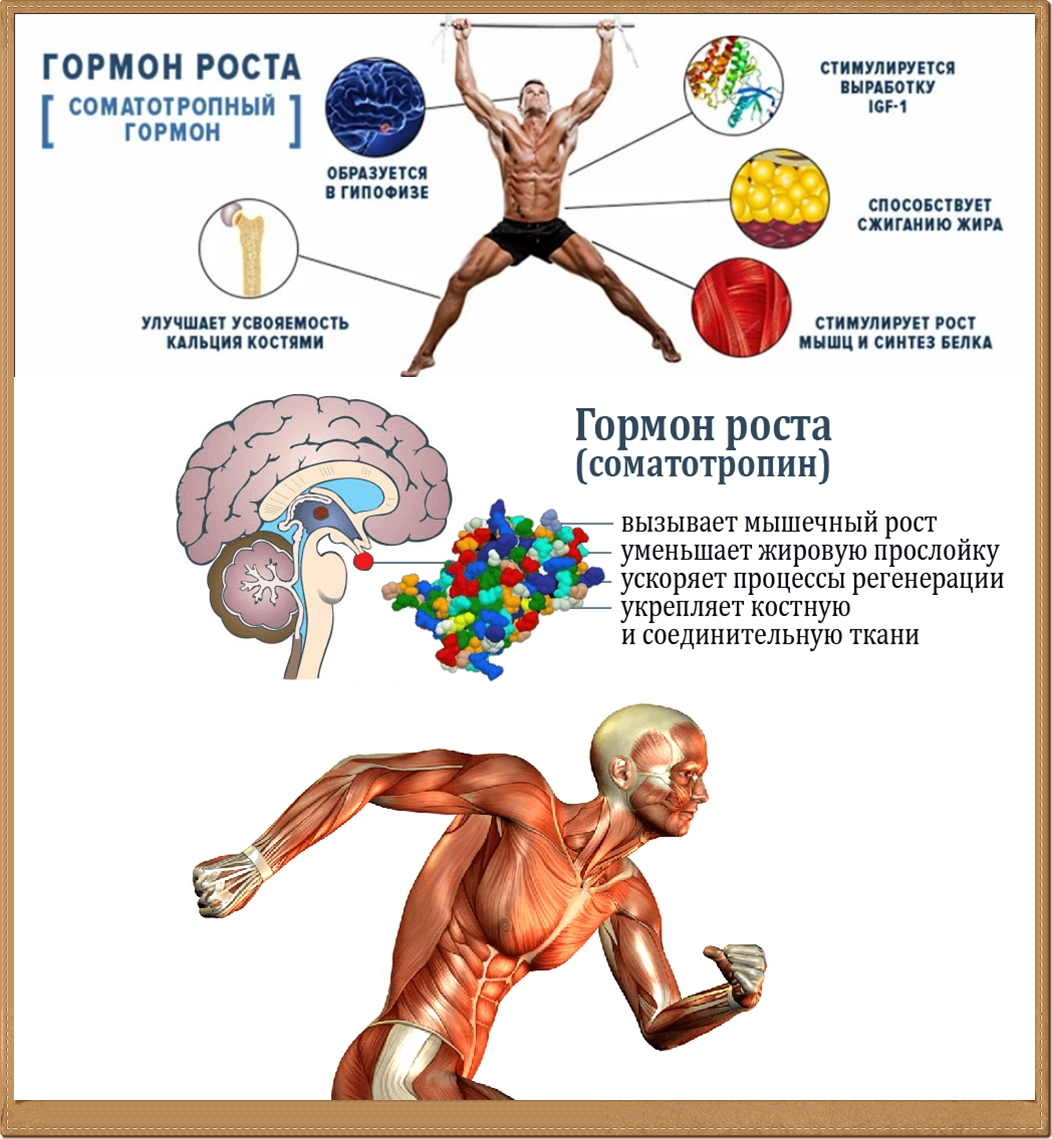 ГОРМОН РОСТА
[ СОМАТОТРОПНЫЙ
ГОРМОН ]
ОБРАЗУЕТСЯ
В ГИПОФИЗЕ
СТИМУЛИРУЕТСЯ
ВЫРАБОТКУ
IGF-1
СПОСОБСТВУЕТ
СЖИГАНИЮ ЖИРА
УЛУЧШАЕТ УСВОЯЕМОСТЬ
КАЛЬЦИЯ КОСТЯМИ
СТИМУЛИРУЕТ РОСТ
МЫШЦ И СИНТЕЗ БЕЛКА
Гормон роста
(соматотропин)
вызывает мышечный рост
уменьшает жировую прослойку
ускоряет процессы регенерации
укрепляет костную
и соединительную ткани